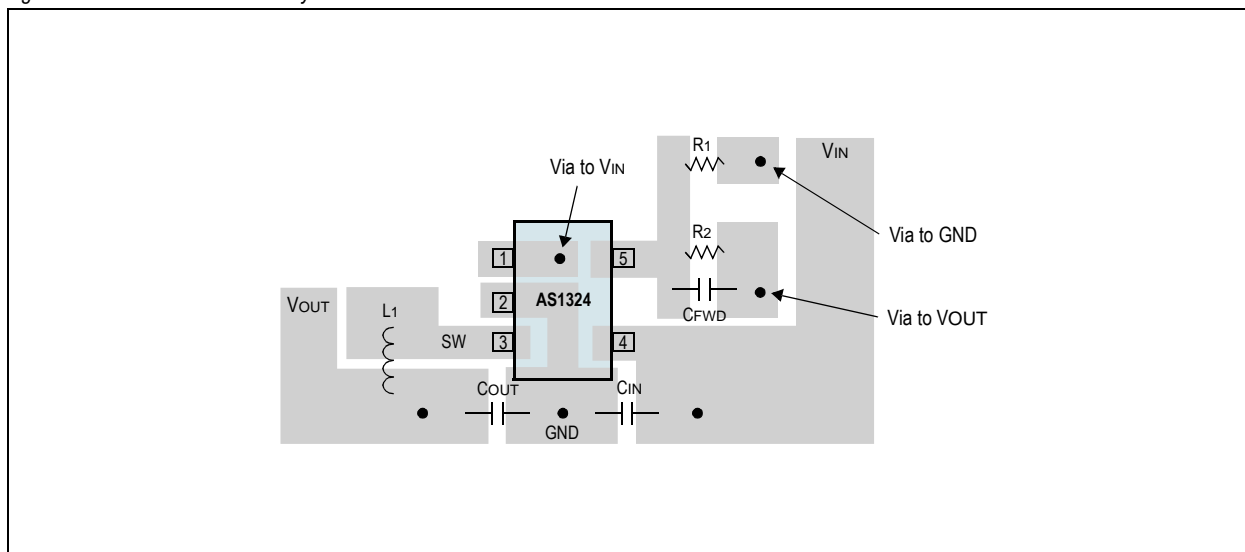 R1
VIN
Via to VIN
Via to GND
R2
1
5
2
AS1324
VOUT
L1
CFWD
Via to VOUT
SW
3
4
COUT
CIN
GND